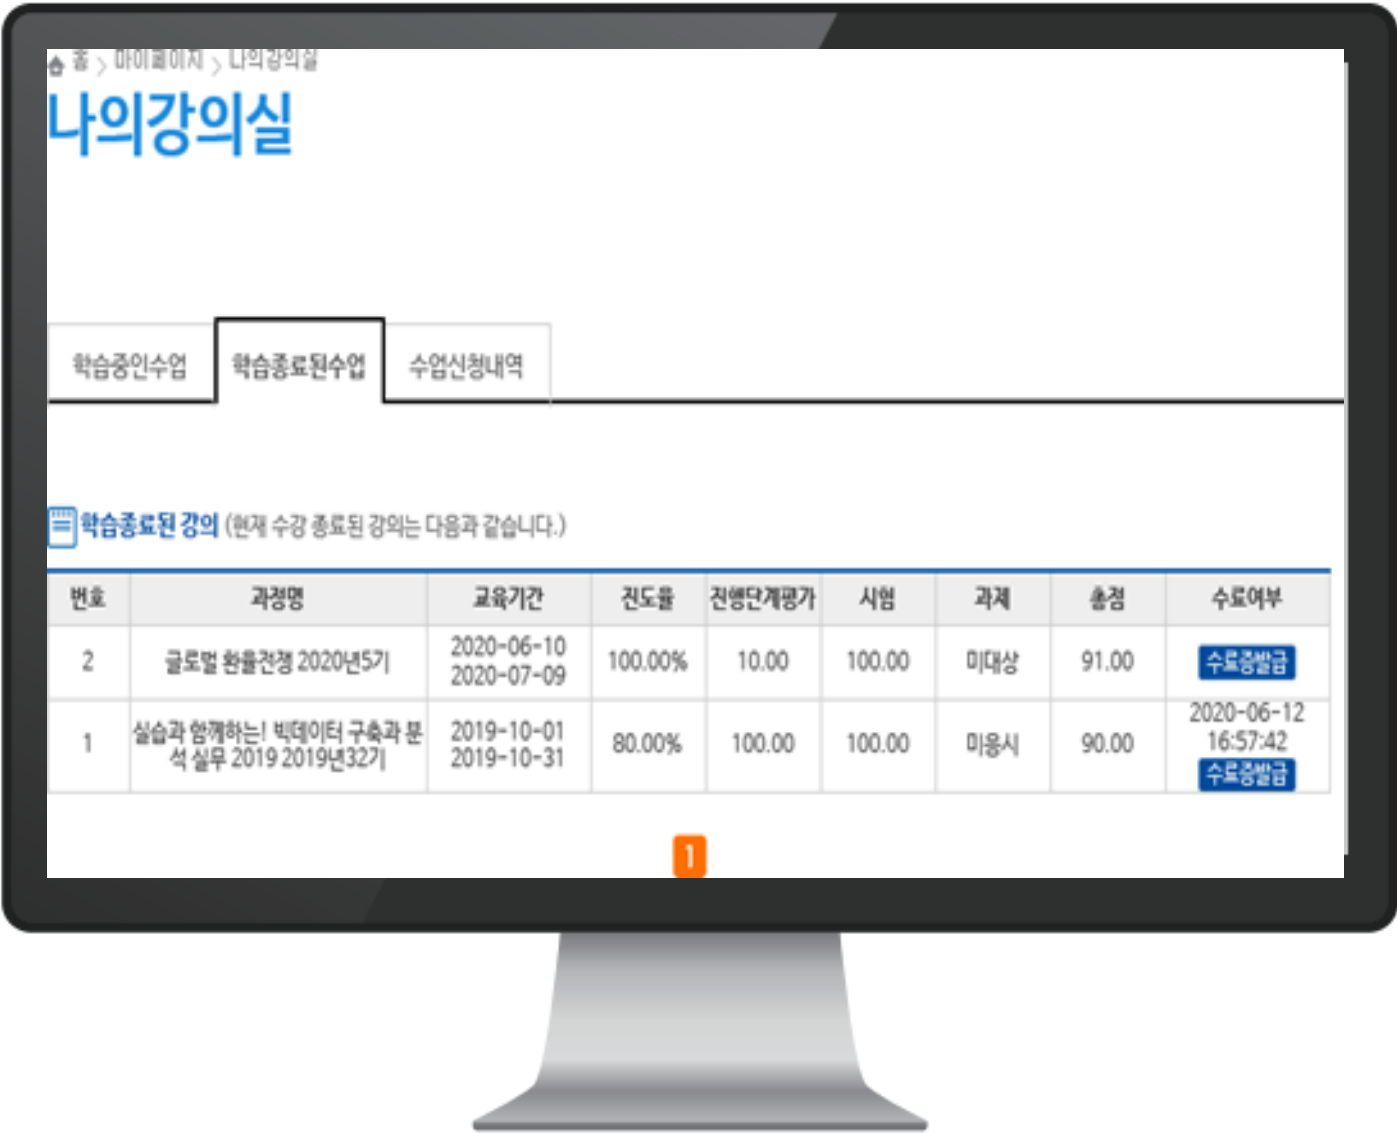 홈 > 마이페이지 > 나의강의실
나의강의실
학습중인수업
학습종료된수업
수업신청내역
학습종료된 강의 (현재 수강 종료된 강의는 다음과 같습니다.)
번호 과정명 교육기간 진도율 진행단계평가 시험 과제 총점 수료여부
2 글로벌 환율전쟁 2020년5기 2020-06-10 2020-07-09 100.00% 10.00 100.00 미대상 91.00 수료증발급
1 실습과 함께하는! 빅데이터 구축과 분석 실무 2019 2019년32기 2019-10-01 2019-10-31 80.00% 100.00 100.00 미응시 90.00 2020-06-12 16:57:42 수료증발급
1